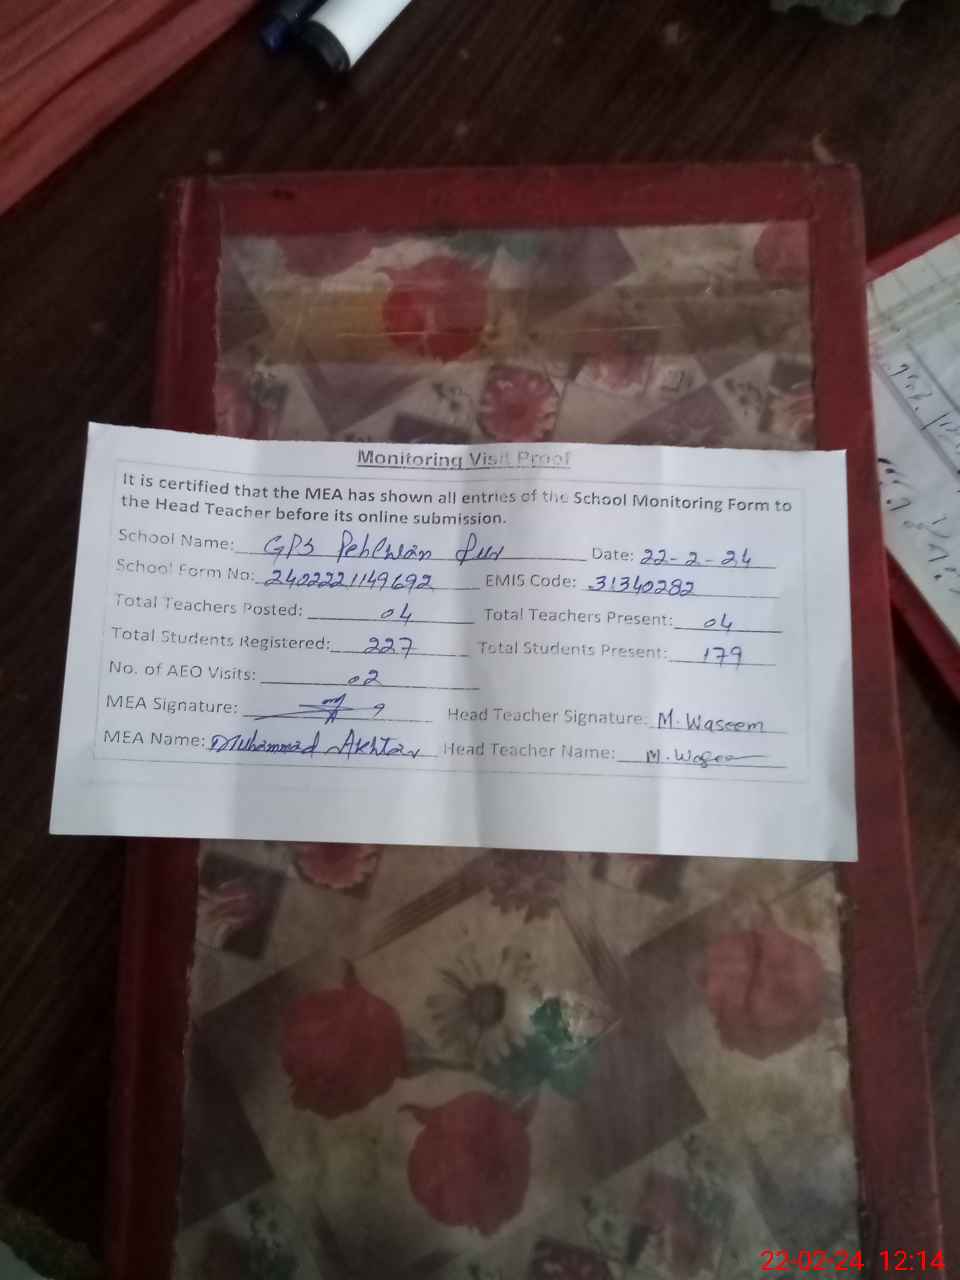 Monitoring Visit Proof
It is certified that the MEA has shown all entries of the School Monitoring Form to
the Head Teacher before its online submission.
School Name: GPS Pehlwan Pur Date: 22-2-24
School Form No: 2402221149692 EMIS Code: 31340282
Total Teachers Posted: 04 Total Teachers Present: 04
Total Students Registered: 227 Total Students Present: 179
No. of AEO Visits: 02
MEA Signature: Head Teacher Signature: M. Waseem
MEA Name: Muhammad Akhtar Head Teacher Name: M. Waseem
22-02-24 12:14